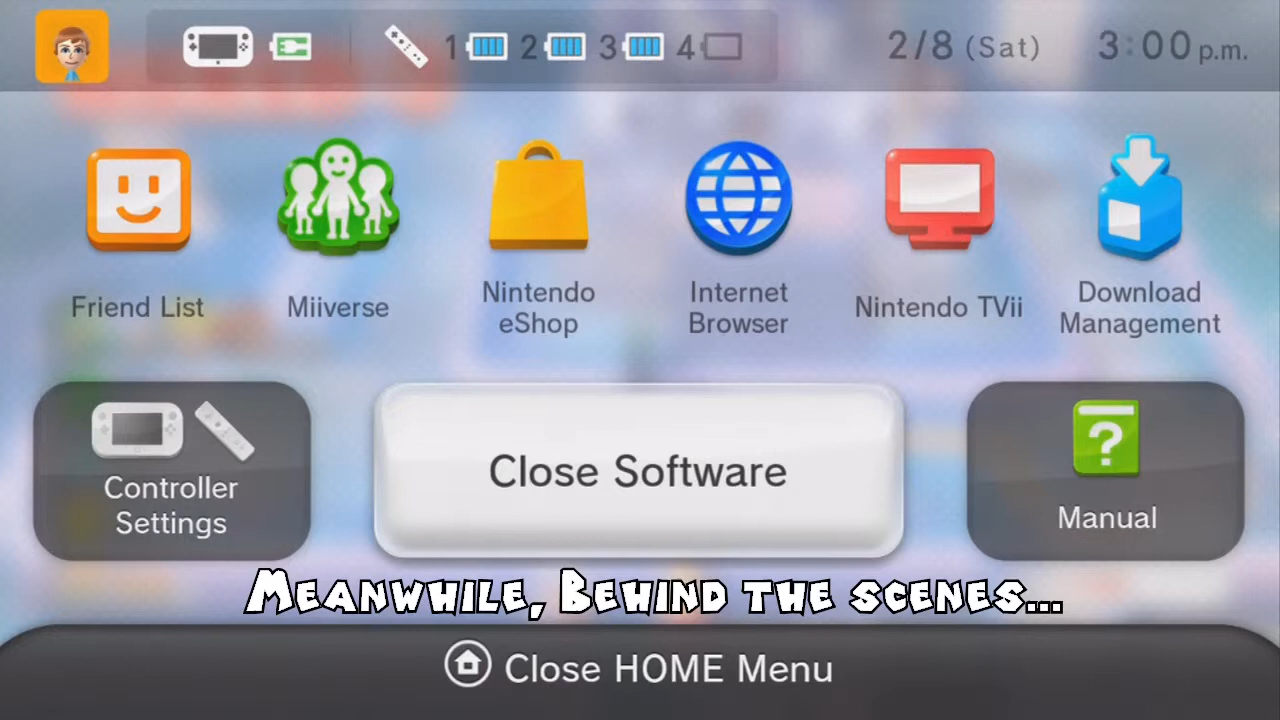 1 2 3 4 2/8 (Sat) 3:00 p.m.
Friend List
Miiverse
Nintendo
eShop
Internet
Browser
Nintendo TVii
Download
Management
Controller
Settings
Close Software
?
Manual
Meanwhile, Behind the scenes...
Close HOME Menu